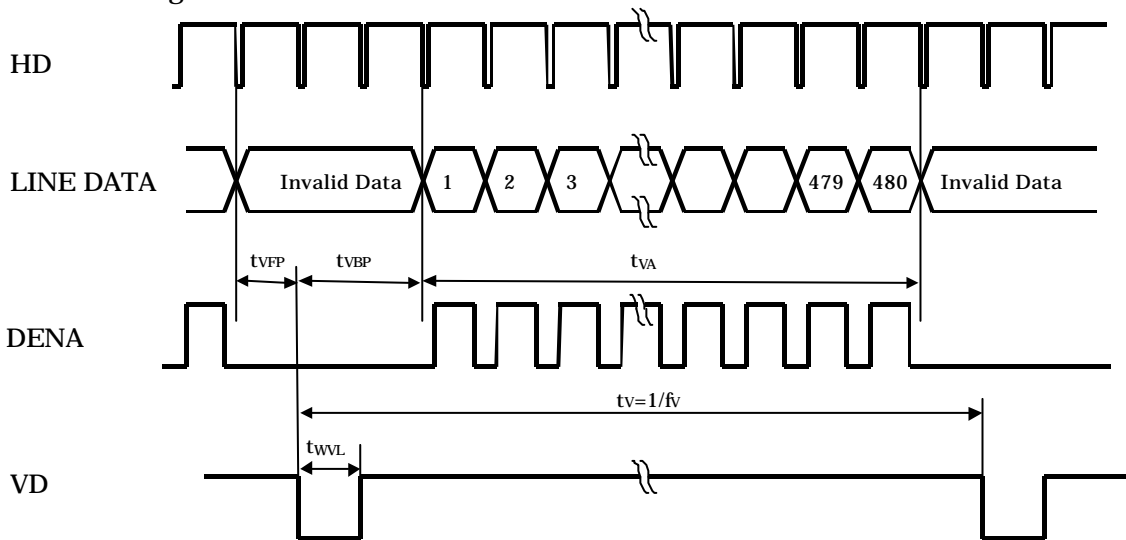 HD
LINE DATA
Invalid Data 1 2 3 479 480 Invalid Data
tVFP tVBP tVA
DENA
tV=1/fV
tWVL
VD